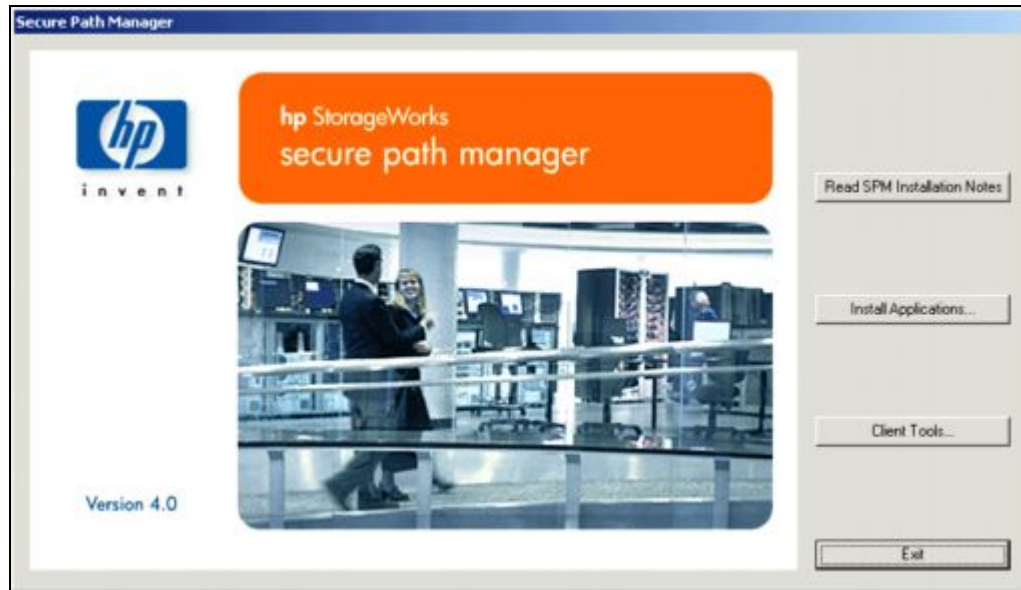 Secure Path Manager
hp
invent
hp StorageWorks
secure path manager
Version 4.0
Read SPM Installation Notes
Install Applications...
Client Tools...
Exit